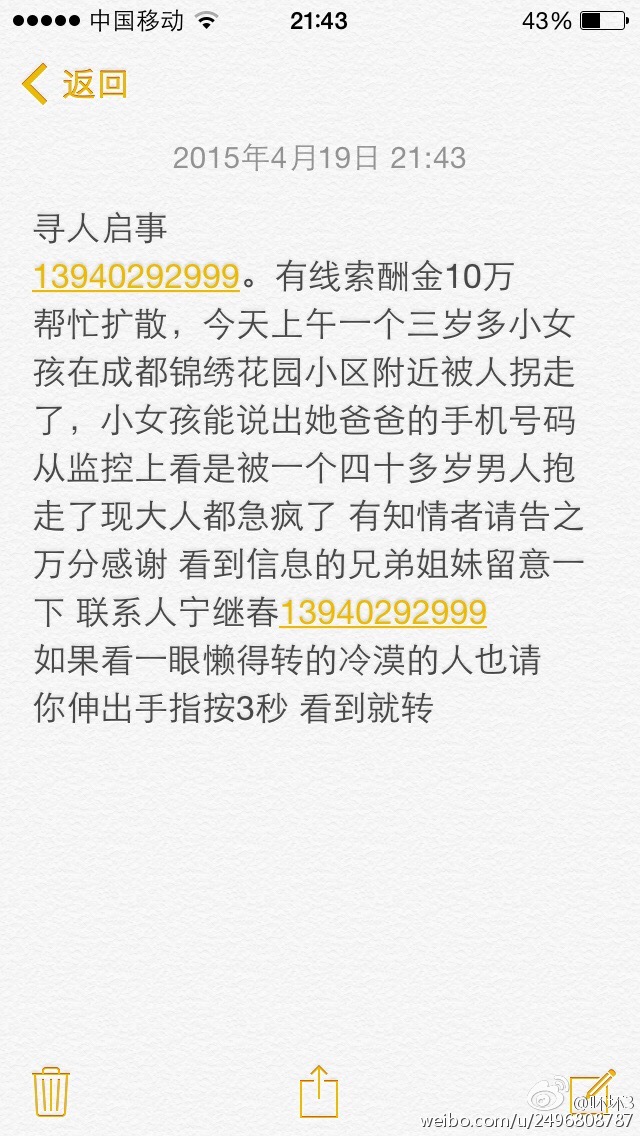 中国移动 21:43 43%
返回
2015年4月19日 21:43
寻人启事
13940292999。有线索酬金10万
帮忙扩散，今天上午一个三岁多小女
孩在成都锦绣花园小区附近被人拐走
了，小女孩能说出她爸爸的手机号码
从监控上看是被一个四十多岁男人抱
走了现大人都急疯了 有知情者请告之
万分感谢 看到信息的兄弟姐妹留意一
下 联系人宁继春13940292999
如果看一眼懒得转的冷漠的人也请
你伸出手指按3秒 看到就转
weibo.com/u/2496808787